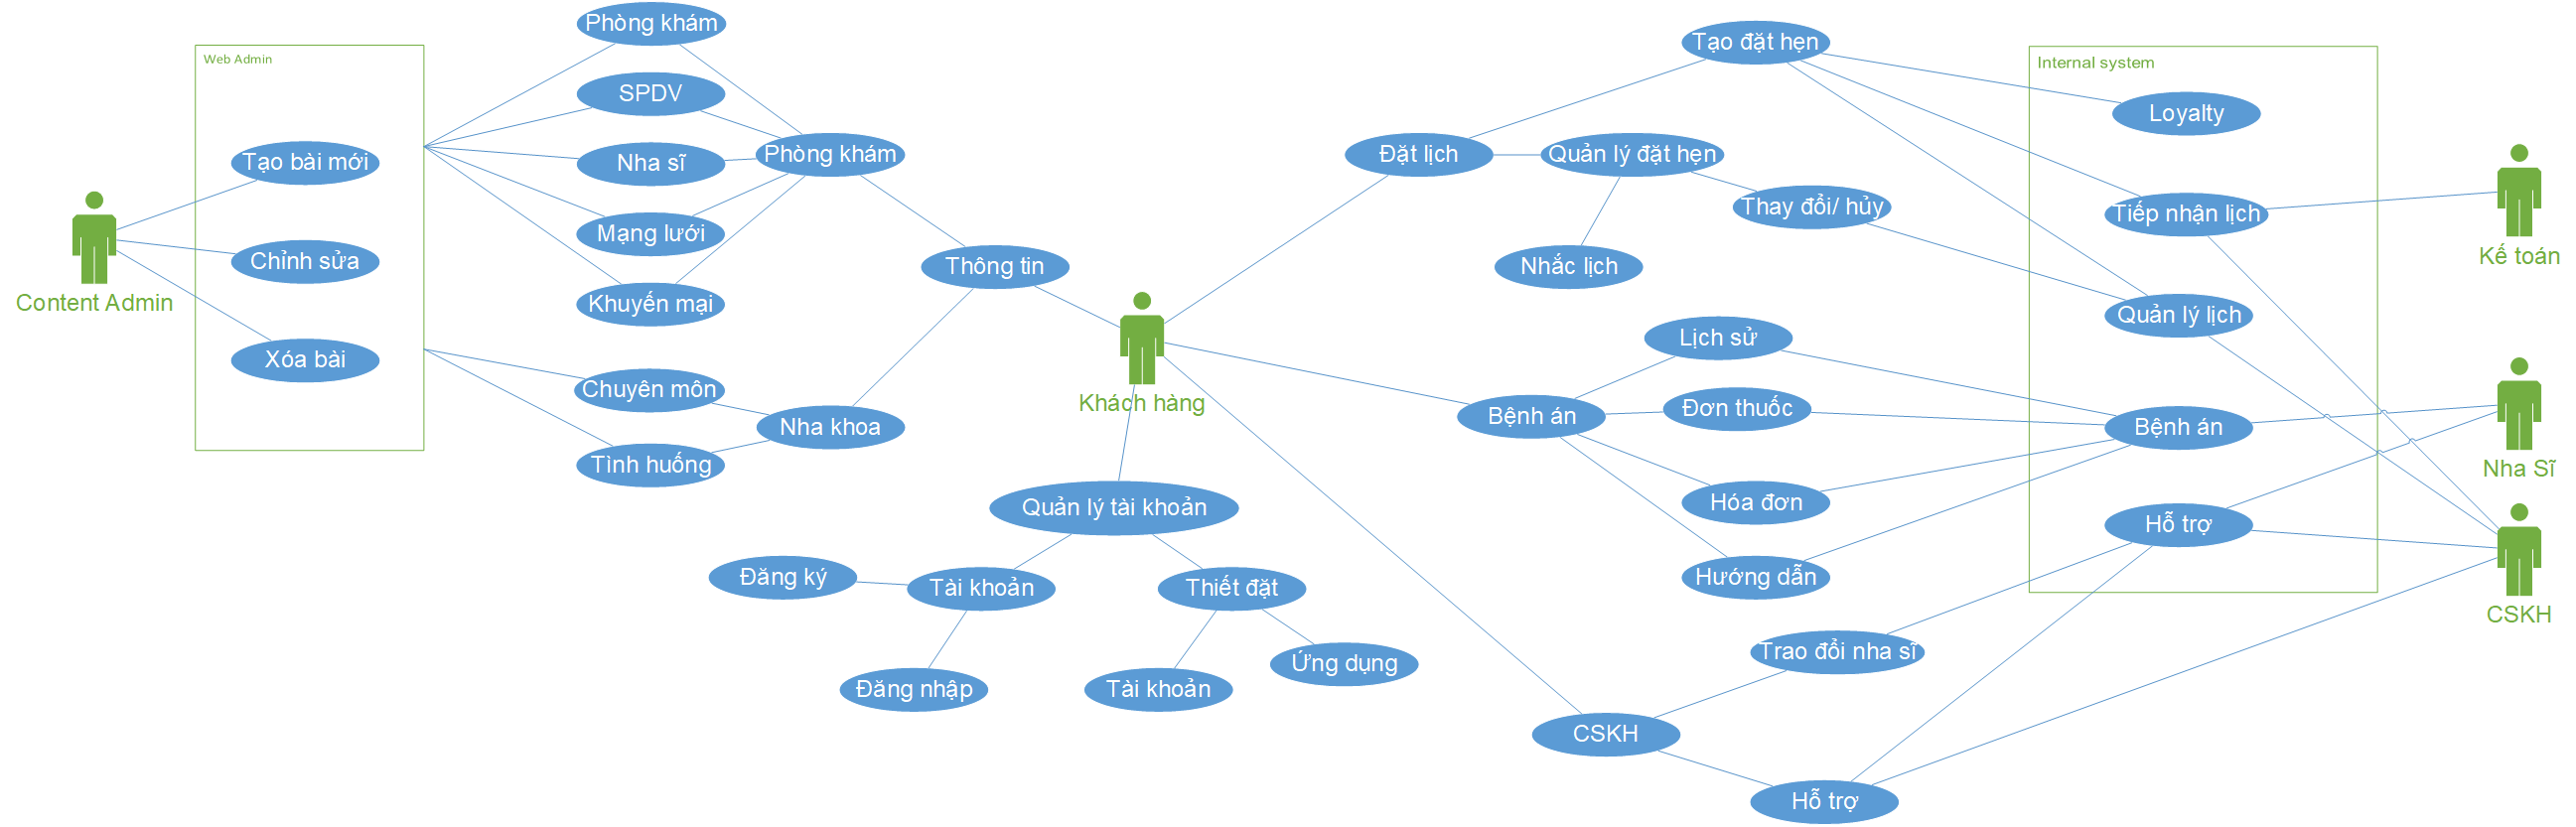 Web Admin
Tạo bài mới
Chỉnh sửa
Xóa bài
Content Admin
Phòng khám
SPDV
Nha sĩ
Mạng lưới
Khuyến mại
Chuyên môn
Tình huống
Phòng khám
Nha khoa
Thông tin
Khách hàng
Quản lý tài khoản
Đăng ký
Tài khoản
Thiết đặt
Đăng nhập
Tài khoản
Ứng dụng
Tạo đặt hẹn
Đặt lịch
Quản lý đặt hẹn
Thay đổi/ hủy
Nhắc lịch
Lịch sử
Bệnh án
Đơn thuốc
Hóa đơn
Hướng dẫn
Trao đổi nha sĩ
CSKH
Hỗ trợ
Internal system
Loyalty
Tiếp nhận lịch
Quản lý lịch
Bệnh án
Hỗ trợ
Kế toán
Nha Sĩ
CSKH